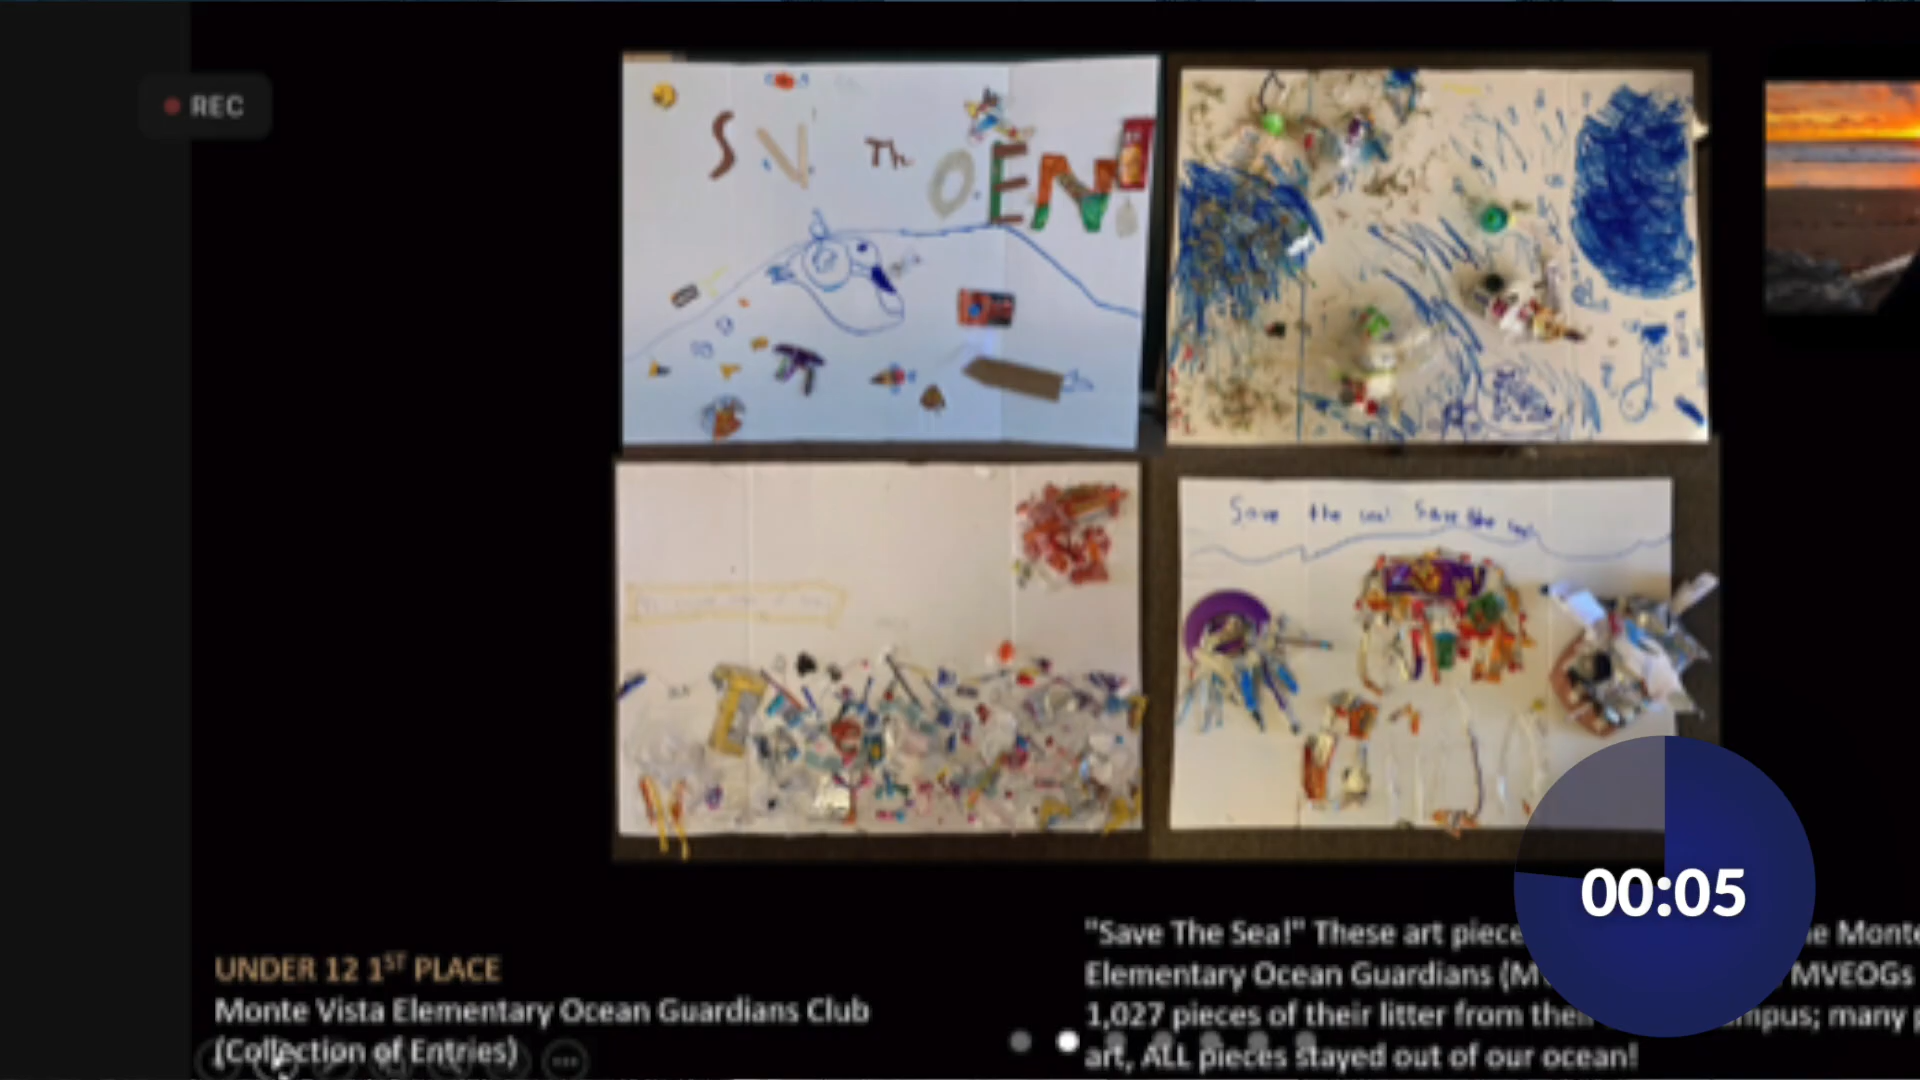 REC
S V Th OEN!
Save the sea! Save the sea!
00:05
UNDER 12 1ST PLACE
Monte Vista Elementary Ocean Guardians Club
(Collection of Entries)
"Save The Sea!" These art piece e Monte
Elementary Ocean Guardians (M MVEOGs
1,027 pieces of their litter from thei mpus; many p
art, ALL pieces stayed out of our ocean!